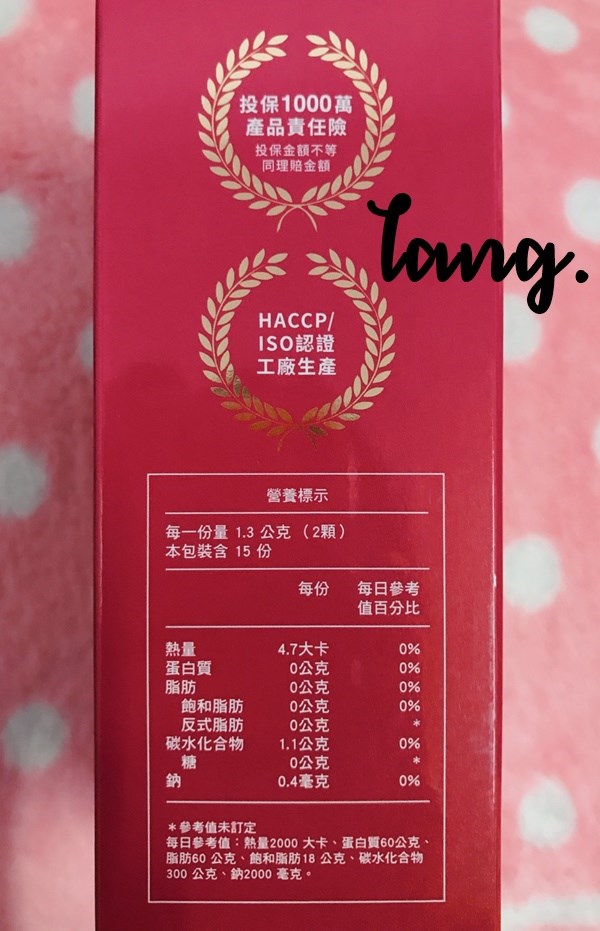 投保1000萬
產品責任險
投保金額不等
同理賠金額
Tang.
HACCP/
ISO認證
工廠生產
營養標示
每一份量 1.3 公克 (2顆)
本包裝含 15 份
每份 每日參考
值百分比
熱量 4.7大卡 0%
蛋白質 0公克 0%
脂肪 0公克 0%
飽和脂肪 0公克 0%
反式脂肪 0公克 *
碳水化合物 1.1公克 0%
糖 0公克 *
鈉 0.4毫克 0%
*參考值未訂定
每日參考值：熱量2000 大卡、蛋白質60公克、
脂肪60 公克、飽和脂肪18 公克、碳水化合物
300 公克、鈉2000 毫克。